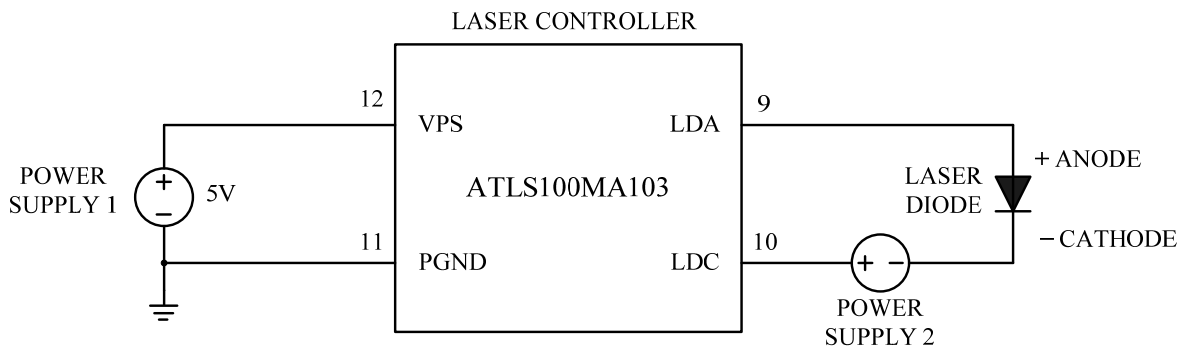 LASER CONTROLLER
12
9
VPS
LDA
+ ANODE
POWER
SUPPLY 1
+
−
5V
ATLS100MA103
LASER
DIODE
11
10
− CATHODE
PGND
LDC
+ −
POWER
SUPPLY 2